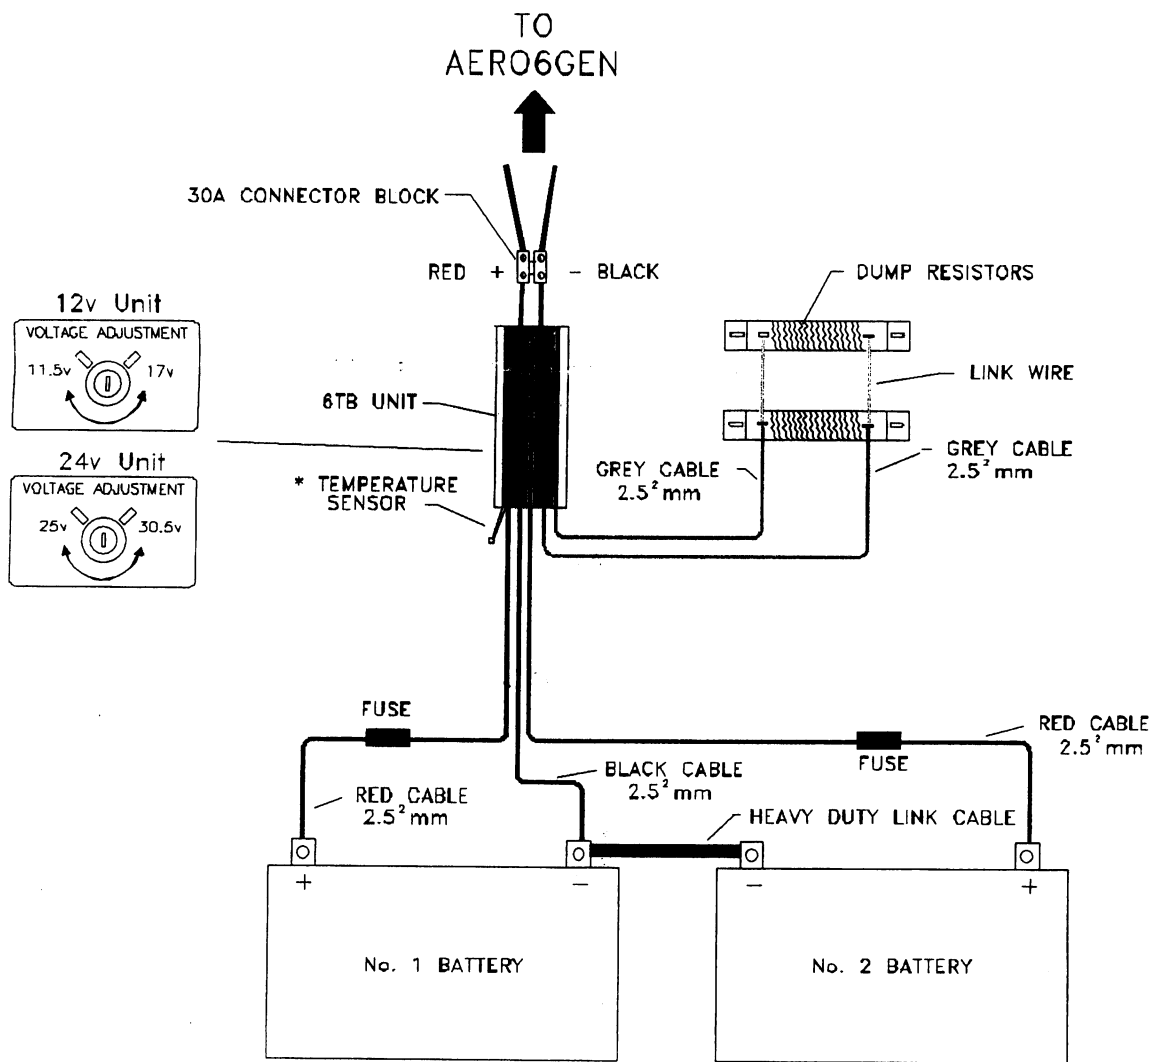 TO
AERO6GEN
30A CONNECTOR BLOCK
RED + - BLACK
DUMP RESISTORS
12v Unit
VOLTAGE ADJUSTMENT
11.5v 17v
LINK WIRE
6TB UNIT
24v Unit
VOLTAGE ADJUSTMENT
25v 30.5v
* TEMPERATURE
SENSOR
GREY CABLE
2.5²mm
GREY CABLE
2.5²mm
FUSE
RED CABLE
2.5²mm
FUSE
BLACK CABLE
2.5²mm
RED CABLE
2.5²mm
HEAVY DUTY LINK CABLE
+ - - +
No. 1 BATTERY
No. 2 BATTERY